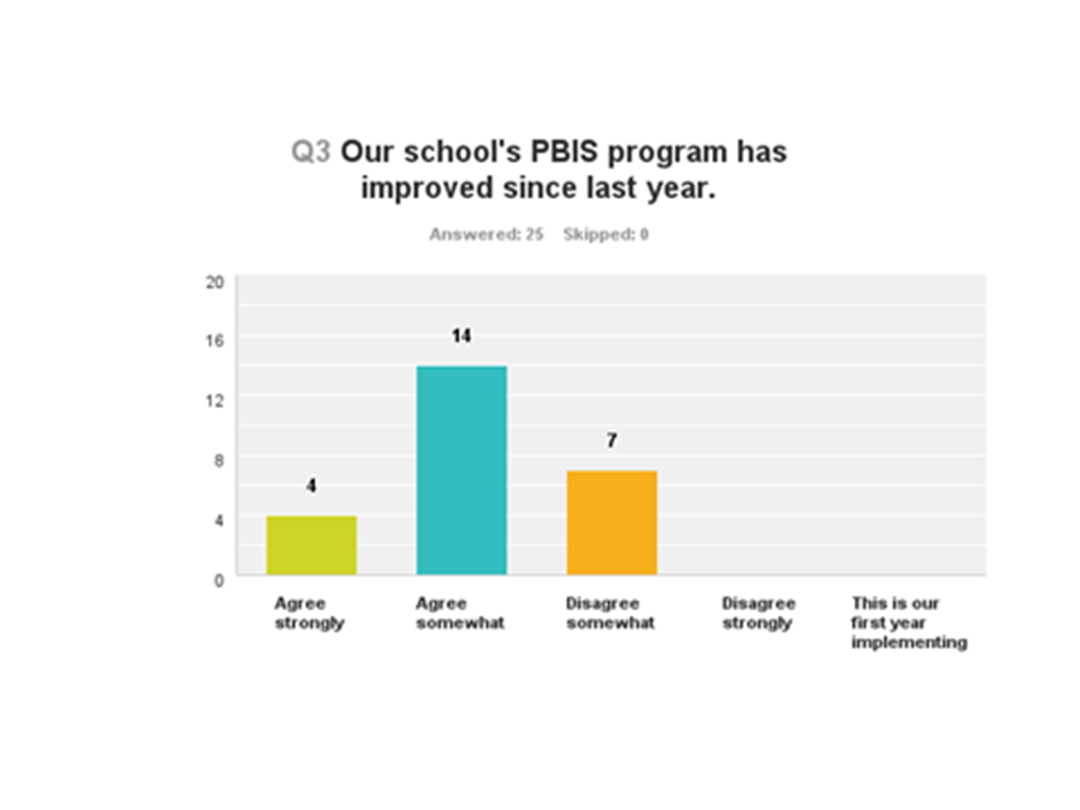 Q3 Our school's PBIS program has
improved since last year.
Answered: 25 Skipped: 0
20
16
12
8
4
0
14
7
4
Agree
strongly
Agree
somewhat
Disagree
somewhat
Disagree
strongly
This is our
first year
implementing